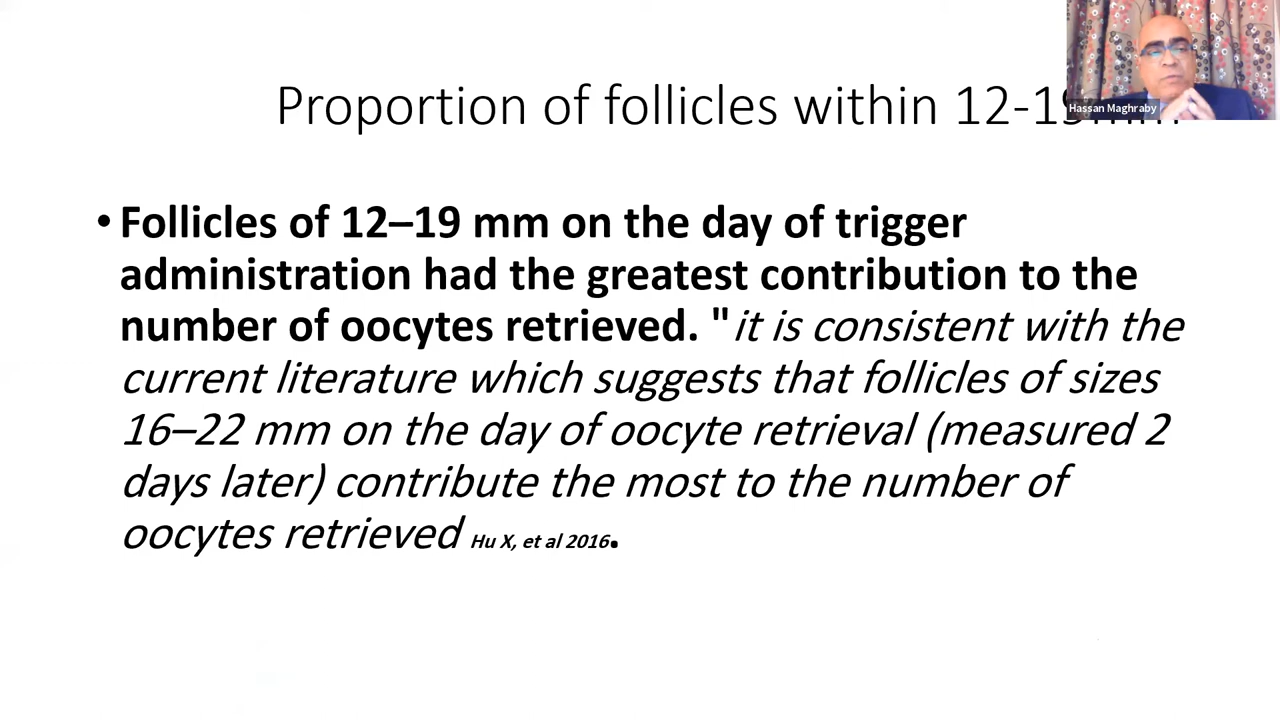 Proportion of follicles within 12-19mm
Hassan Maghraby
• Follicles of 12–19 mm on the day of trigger
administration had the greatest contribution to the
number of oocytes retrieved. "it is consistent with the
current literature which suggests that follicles of sizes
16–22 mm on the day of oocyte retrieval (measured 2
days later) contribute the most to the number of
oocytes retrieved Hu X, et al 2016.